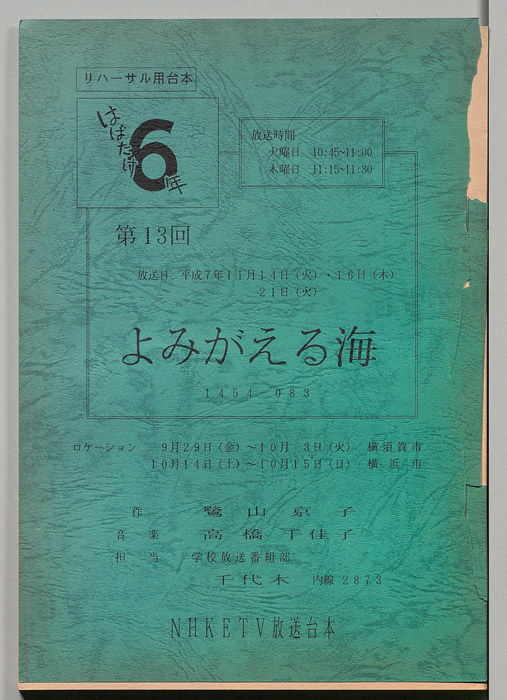 リハーサル用台本
はばたけ6年
放送時間
火曜日 10:45~11:00
木曜日 11:15~11:30
第13回
放送日 平成7年11月14日(火)・16日(木)
21日(火)
よみがえる海
1454-083
ロケーション 9月29日(金)~10月 3日(火) 横須賀市
10月14日(土)~10月15日(日) 横浜市
作 鷺山京子
音楽 高橋千佳子
担当 学校放送番組部
千代木 内線2873
NHKETV放送台本